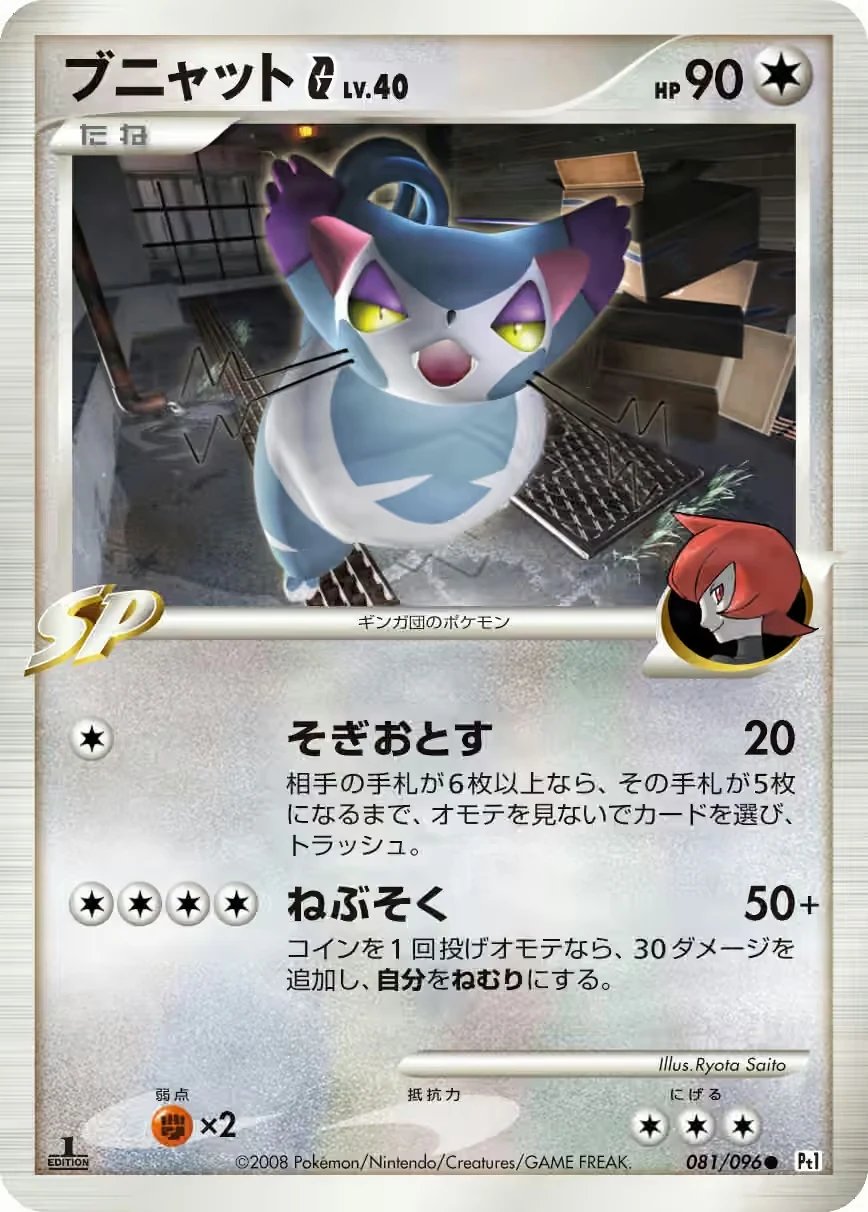 ブニャット G LV.40 HP 90
たね
SP ギンガ団のポケモン
そぎおとす 20
相手の手札が6枚以上なら、その手札が5枚
になるまで、オモテを見ないでカードを選び、
トラッシュ。
ねぶそく 50+
コインを1回投げオモテなら、30ダメージを
追加し、自分をねむりにする。
Illus.Ryota Saito
弱点 抵抗力 にげる
×2
1 EDITION ©2008 Pokémon/Nintendo/Creatures/GAME FREAK. 081/096● Pt1